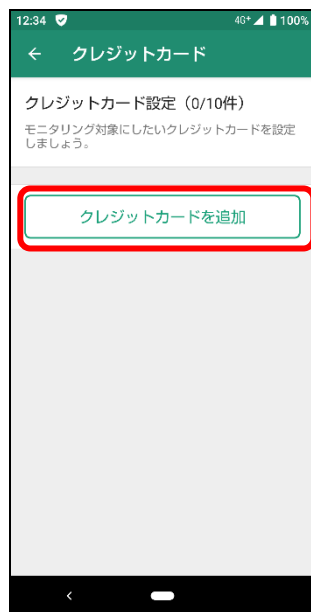 12:34 4G+ 100%
← クレジットカード
クレジットカード設定（0/10件）
モニタリング対象にしたいクレジットカードを設定
しましょう。
クレジットカードを追加